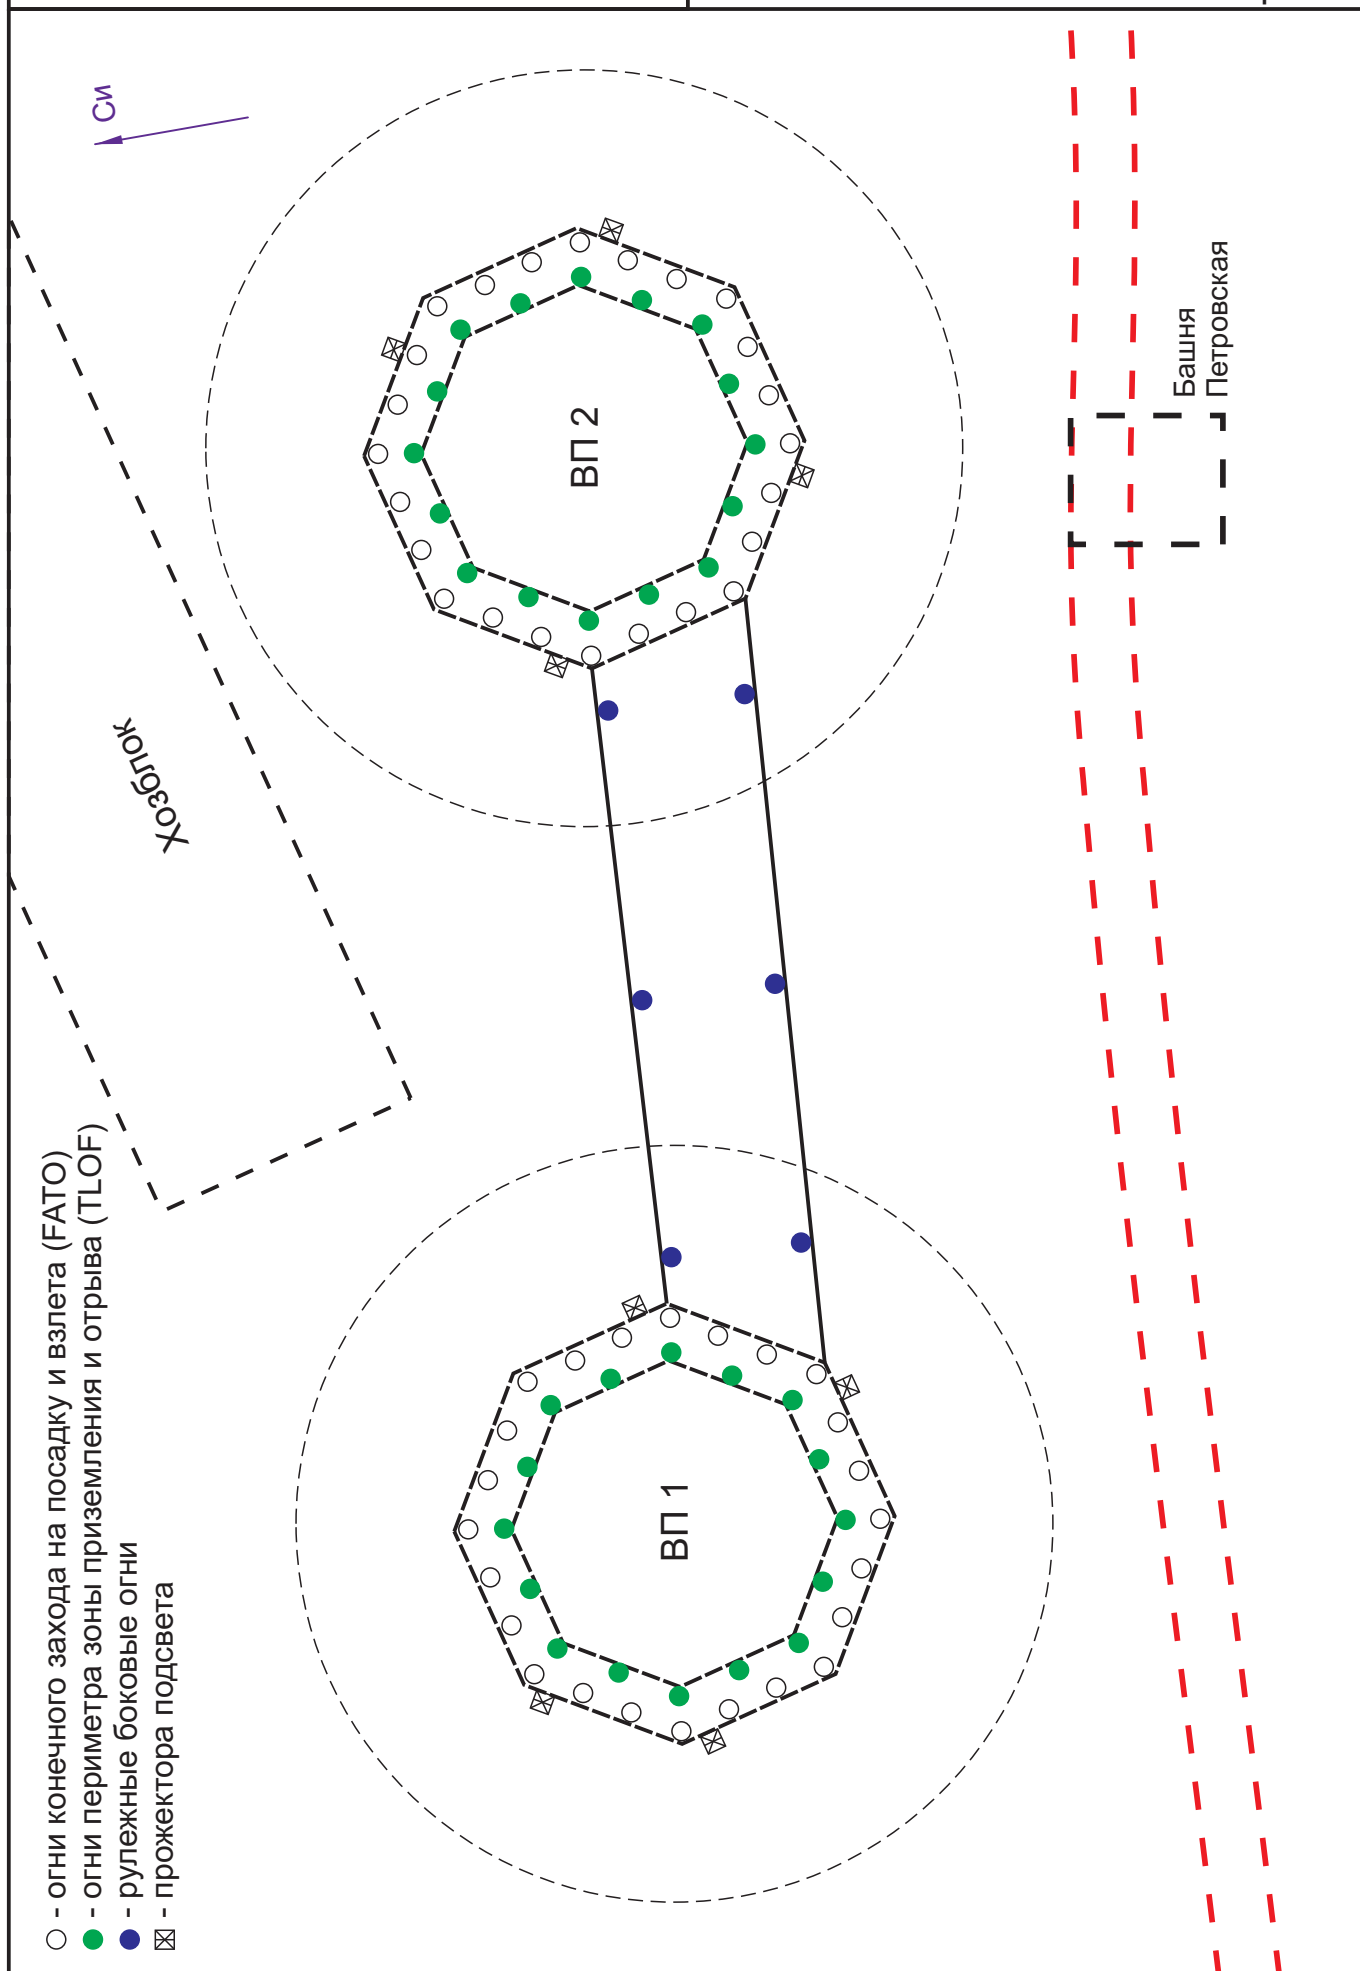 - огни конечного захода на посадку и взлета (FATO)
- огни периметра зоны приземления и отрыва (TLOF)
- рулежные боковые огни
- прожектора подсвета
Хозблок
Си
ВП 1
ВП 2
Башня
Петровская